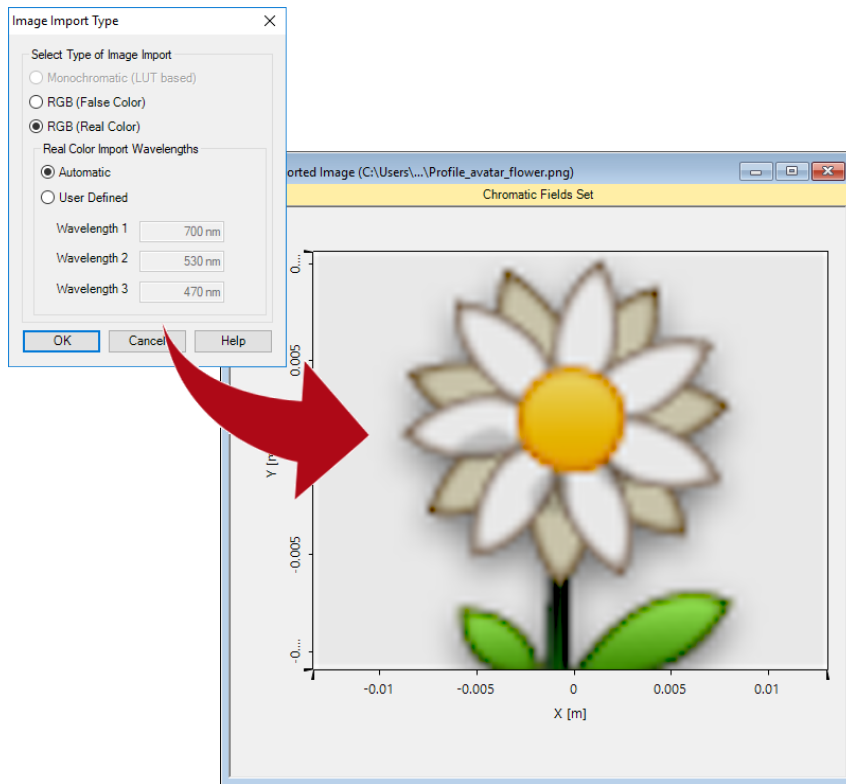 Image Import Type
Select Type of Image Import
Monochromatic (LUT based)
RGB (False Color)
RGB (Real Color)
Real Color Import Wavelengths
Automatic
User Defined
Wavelength 1 700 nm
Wavelength 2 530 nm
Wavelength 3 470 nm
OK Cancel Help
orted Image (C:\Users\...\Profile_avatar_flower.png)
Chromatic Fields Set
0....
0.005
Y [
-0.005
-0....
-0.01 -0.005 0 0.005 0.01
X [m]